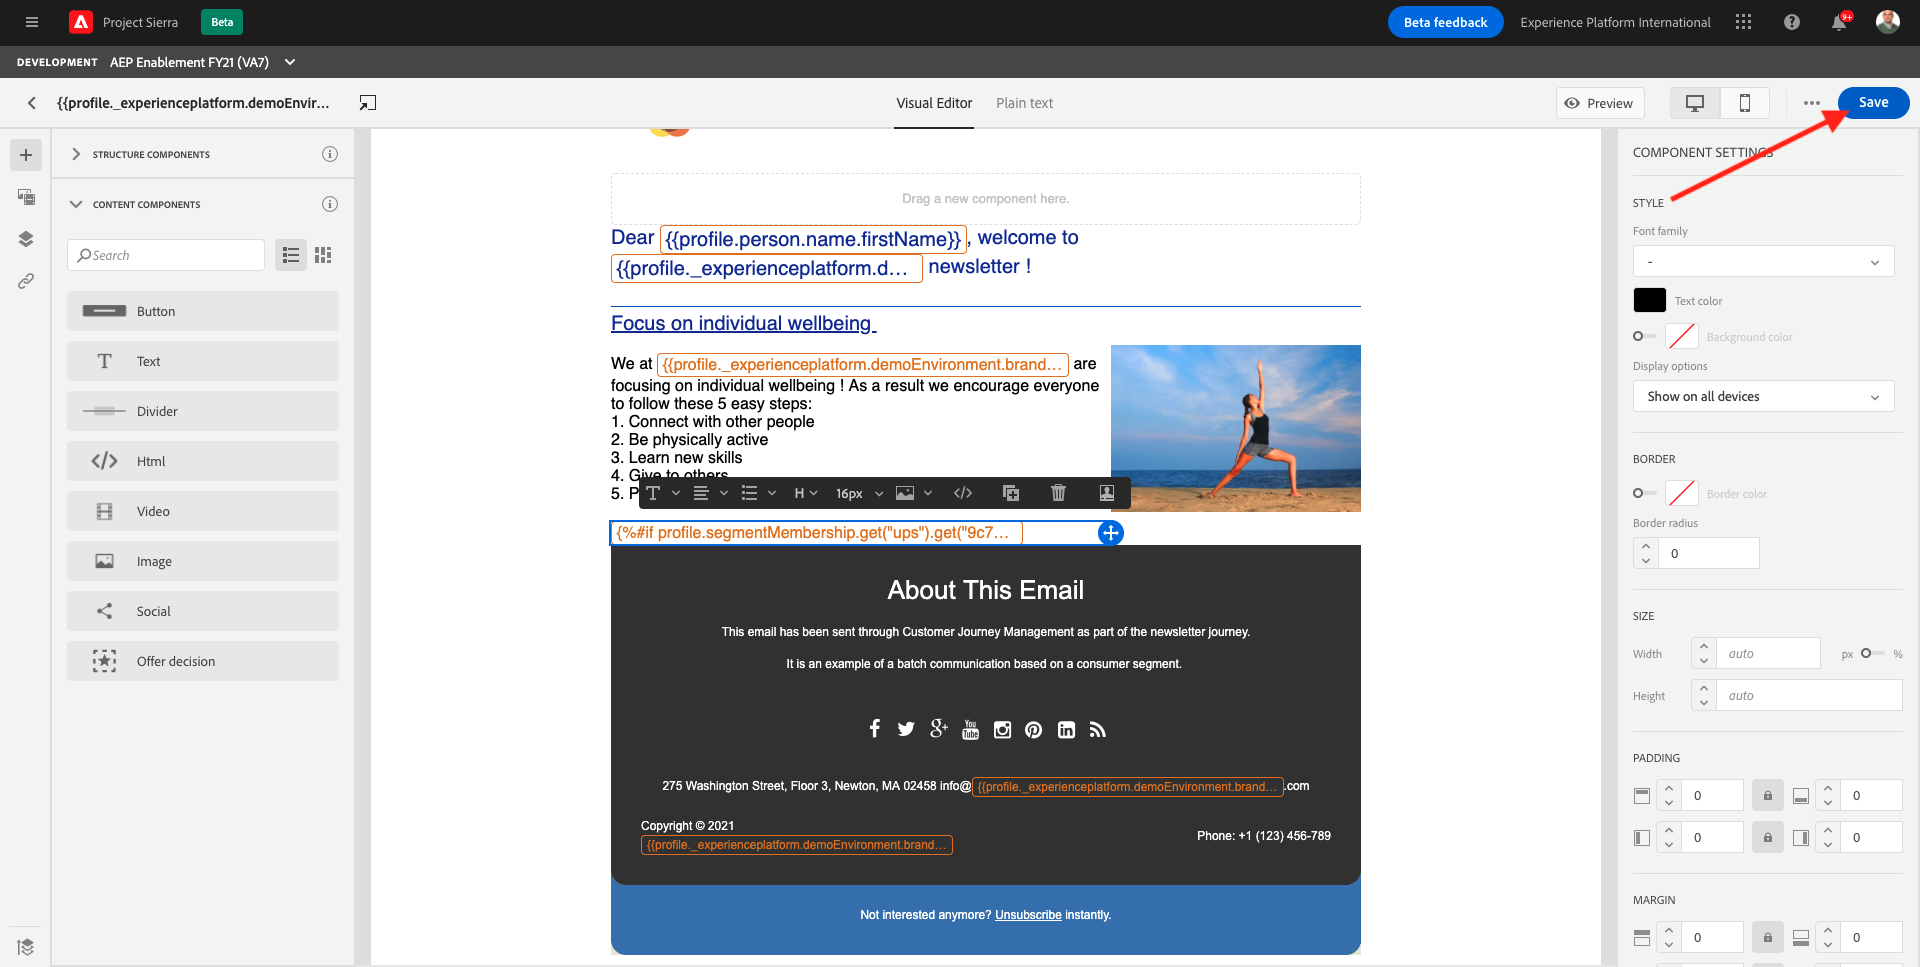 Project Sierra
Beta
Beta feedback
Experience Platform International
9+
DEVELOPMENT AEP Enablement FY21 (VA7)
{{profile._experienceplatform.demoEnvir...
Visual Editor
Plain text
Preview
Save
STRUCTURE COMPONENTS
CONTENT COMPONENTS
Search
Button
Text
Divider
Html
Video
Image
Social
Offer decision
Drag a new component here.
Dear {{profile.person.name.firstName}}, welcome to
{{profile._experienceplatform.d... newsletter !
Focus on individual wellbeing
We at {{profile._experienceplatform.demoEnvironment.brand... are
focusing on individual wellbeing ! As a result we encourage everyone
to follow these 5 easy steps:
1. Connect with other people
2. Be physically active
3. Learn new skills
4. Give to others
5. P
H
16px
{%#if profile.segmentMembership.get("ups").get("9c7...
About This Email
This email has been sent through Customer Journey Management as part of the newsletter journey.
It is an example of a batch communication based on a consumer segment.
You
Tube
275 Washington Street, Floor 3, Newton, MA 02458 info@{{profile._experienceplatform.demoEnvironment.brand... .com
Copyright © 2021
{{profile._experienceplatform.demoEnvironment.brand...
Phone: +1 (123) 456-789
Not interested anymore? Unsubscribe instantly.
COMPONENT SETTINGS
STYLE
Font family
-
Text color
Background color
Display options
Show on all devices
BORDER
Border color
Border radius
0
SIZE
Width auto px %
Height auto
PADDING
0 0
0 0
MARGIN
0 0